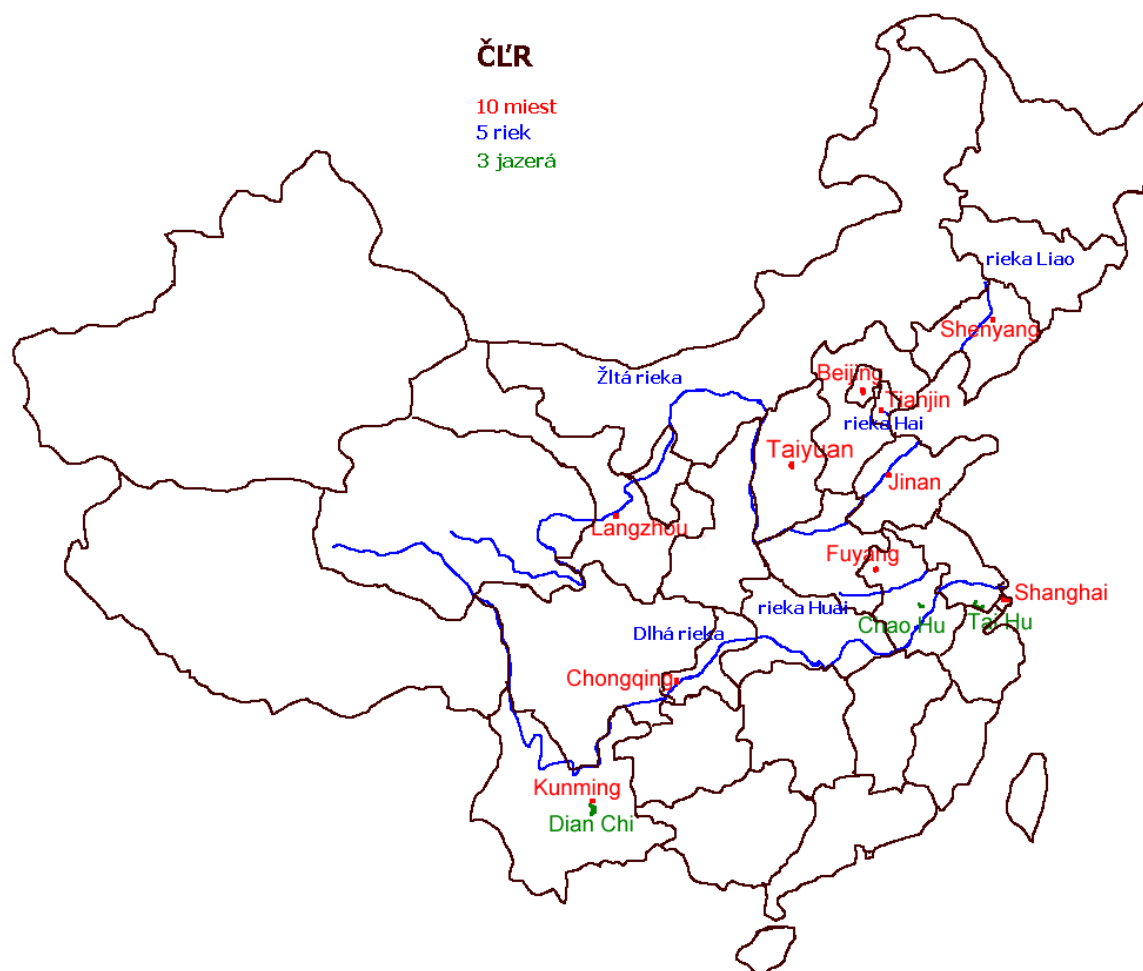 ČĽR
10 miest
5 riek
3 jazerá
rieka Liao
Shenyang
Žltá rieka
Beijing
Tianjin
rieka Hai
Taiyuan
Jinan
Langzhou
Fuyang
Shanghai
rieka Huai
Chao Hu
Tai Hu
Dlhá rieka
Chongqing
Kunming
Dian Chi